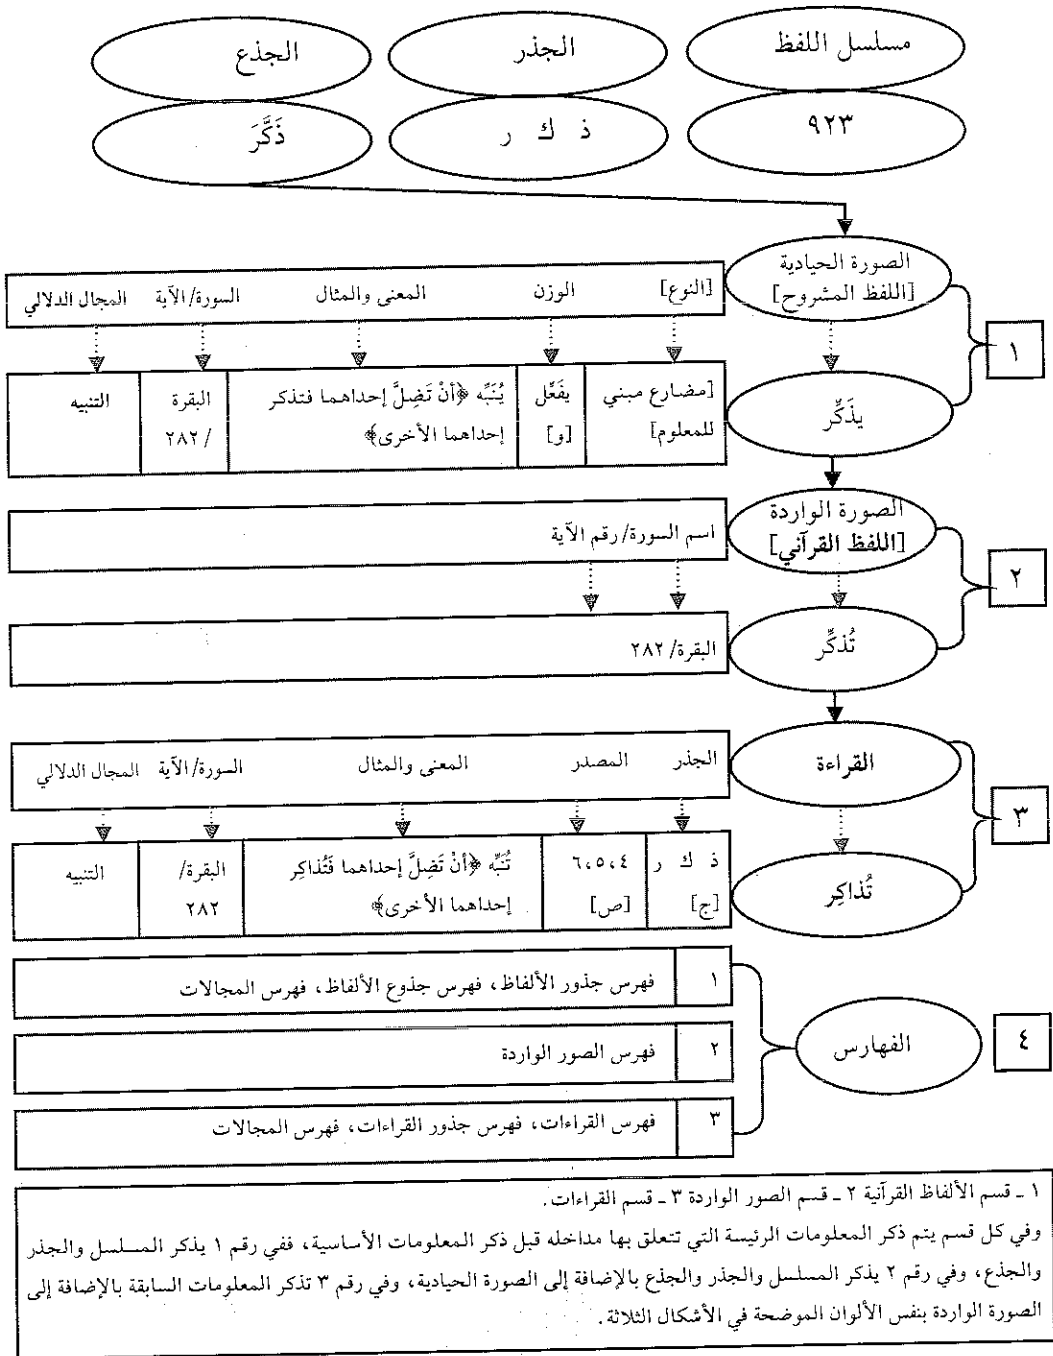 مسلسل اللفظ الجذر الجذع
٩٢٣ ذ ك ر ذَكَّرَ
الصورة الحيادية
[اللفظ المشروح]
[النوع] الوزن المعنى والمثال السورة/الآية المجال الدلالي
١
يذَكِّر
[مضارع مبني يفَعِّل يُنَبِّه ﴿أنْ تَضِلَّ إحداهما فتذكر البقرة التنبيه
للمعلوم] [و] إحداهما الأخرى﴾ /٢٨٢
الصورة الواردة
[اللفظ القرآني]
اسم السورة/ رقم الآية
٢
تُذكِّر
البقرة/ ٢٨٢
القراءة
الجذر المصدر المعنى والمثال السورة/ الآية المجال الدلالي
٣
تُذاكِر
ذ ك ر ٤،٥،٦ تُنَبِّه ﴿أنْ تَضِلَّ إحداهما فَتُذاكِر البقرة/ التنبيه
[ج] [ص] إحداهما الأخرى﴾ ٢٨٢
٤
الفهارس
١ فهرس جذور الألفاظ، فهرس جذوع الألفاظ، فهرس المجالات
٢ فهرس الصور الواردة
٣ فهرس القراءات، فهرس جذور القراءات، فهرس المجالات
١ ـ قسم الألفاظ القرآنية ٢ ـ قسم الصور الواردة ٣ ـ قسم القراءات.
وفي كل قسم يتم ذكر المعلومات الرئيسة التي تتعلق بها مداخله قبل ذكر المعلومات الأساسية، ففي رقم ١ يذكر المسلسل والجذر
والجذع، وفي رقم ٢ يذكر المسلسل والجذر والجذع بالإضافة إلى الصورة الحيادية، وفي رقم ٣ تذكر المعلومات السابقة بالإضافة إلى
الصورة الواردة بنفس الألوان الموضحة في الأشكال الثلاثة.